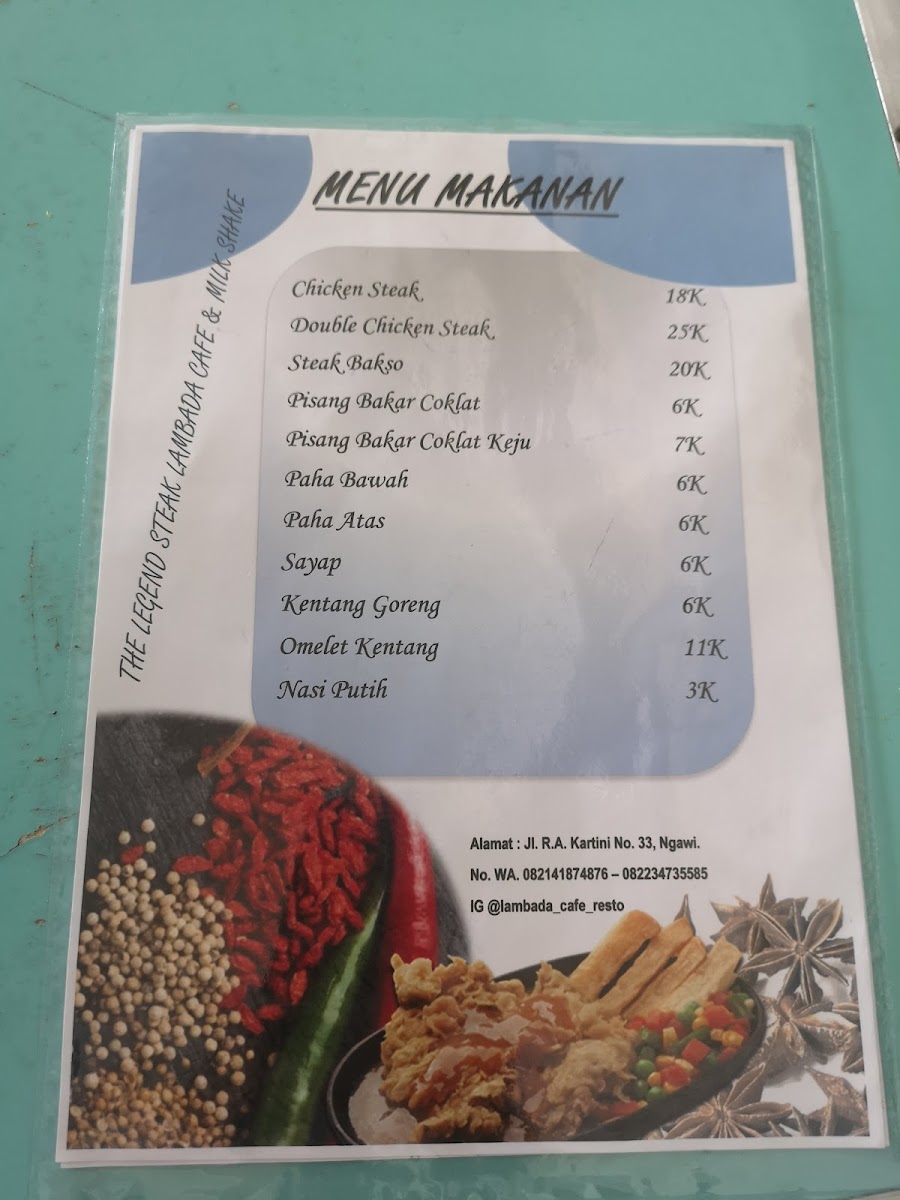 MENU MAKANAN
THE LEGEND STEAK LAMBADA CAFE & MILK SHAKE
Chicken Steak 18K
Double Chicken Steak 25K
Steak Bakso 20K
Pisang Bakar Coklat 6K
Pisang Bakar Coklat Keju 7K
Paha Bawah 6K
Paha Atas 6K
Sayap 6K
Kentang Goreng 6K
Omelet Kentang 11K
Nasi Putih 3K
Alamat : Jl. R.A. Kartini No. 33, Ngawi.
No. WA. 082141874876 – 082234735585
IG @lambada_cafe_resto